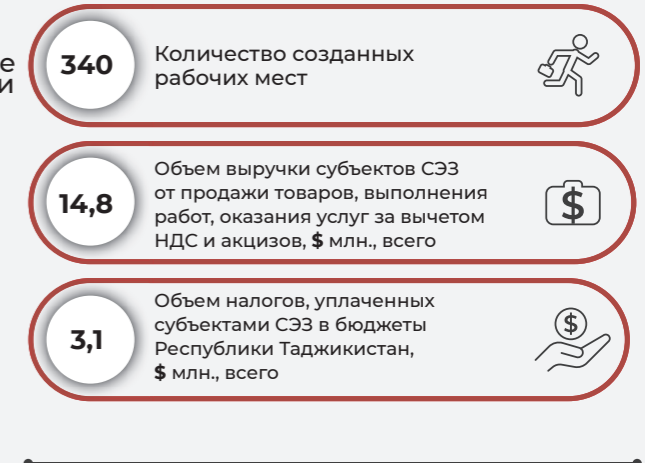 е
и
340
Количество созданных
рабочих мест
14,8
Объем выручки субъектов СЭЗ
от продажи товаров, выполнения
работ, оказания услуг за вычетом
НДС и акцизов, $ млн., всего
$
3,1
Объем налогов, уплаченных
субъектами СЭЗ в бюджеты
Республики Таджикистан,
$ млн., всего
$